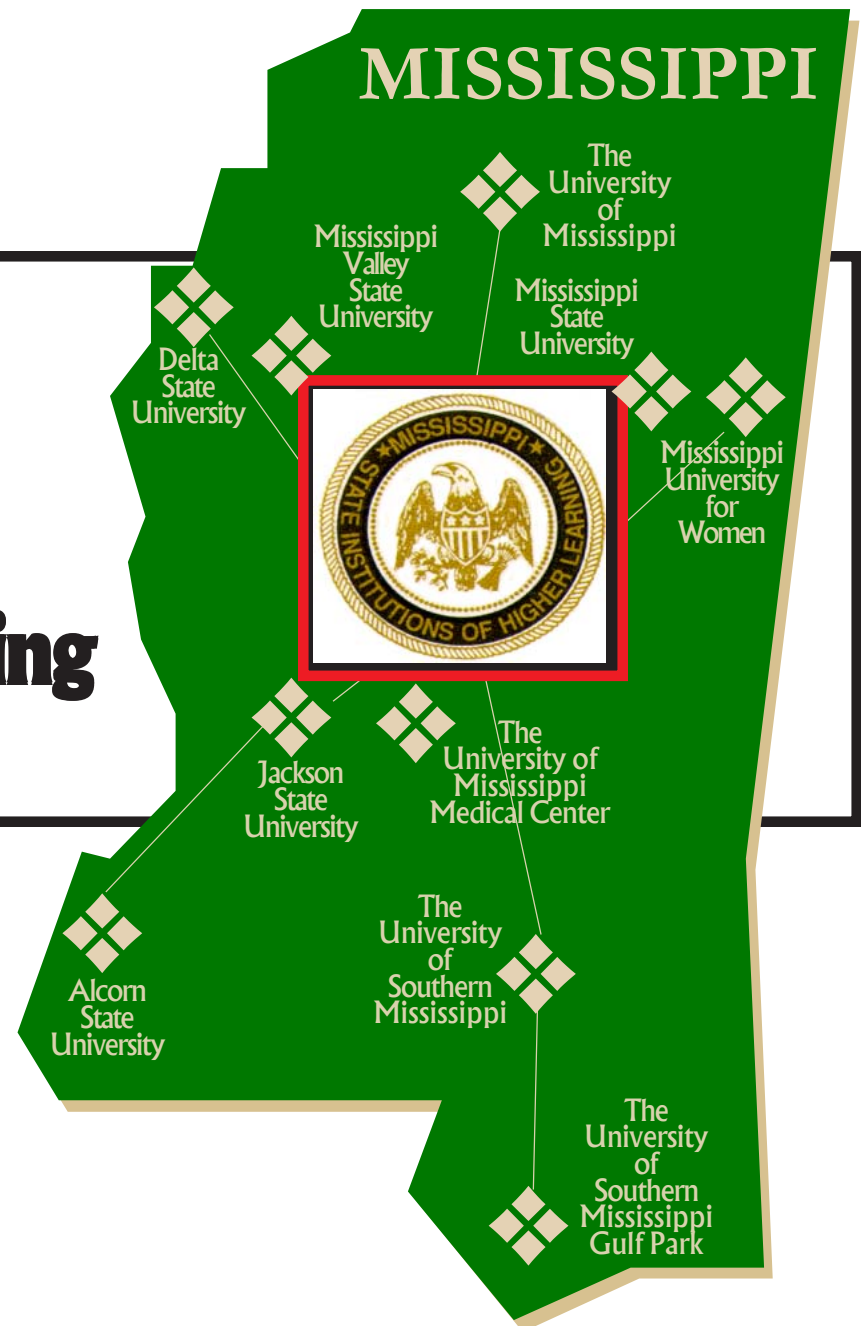 MISSISSIPPI
The
University
of
Mississippi
Mississippi
Valley
State
University
Mississippi
State
University
Delta
State
University
Mississippi
University
for
Women
★MISSISSIPPI★
STATE INSTITUTIONS OF HIGHER LEARNING
ing
Jackson
State
University
The
University of
Mississippi
Medical Center
The
University
of
Southern
Mississippi
Alcorn
State
University
The
University
of
Southern
Mississippi
Gulf Park